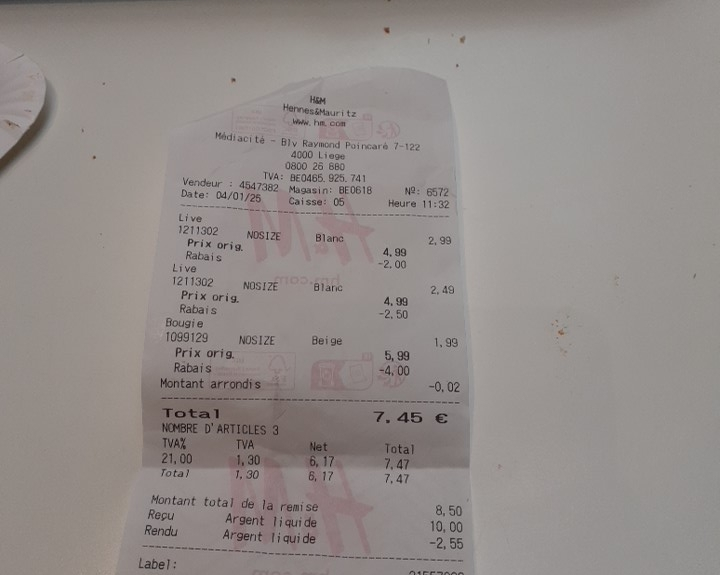 H&M
Hennes&Mauritz
www.hm.com
Médiacité - Blv Raymond Poincaré 7-122
4000 Liege
0800 26 880
TVA: BE0465.925.741
Vendeur : 4547382 Magasin: BE0618 Nº: 6572
Date: 04/01/25 Caisse: 05 Heure 11:32
Live
1211302 NOSIZE Blanc 2,99
Prix orig. 4,99
Rabais -2,00
Live
1211302 NOSIZE Blanc 2,49
Prix orig. 4,99
Rabais -2,50
Bougie
1099129 NOSIZE Beige 1,99
Prix orig. 5,99
Rabais -4,00
Montant arrondis -0,02
Total 7,45 €
NOMBRE D'ARTICLES 3
TVA% TVA Net Total
21,00 1,30 6,17 7,47
Total 1,30 6,17 7,47
Montant total de la remise 8,50
Reçu Argent liquide 10,00
Rendu Argent liquide -2,55
Label: